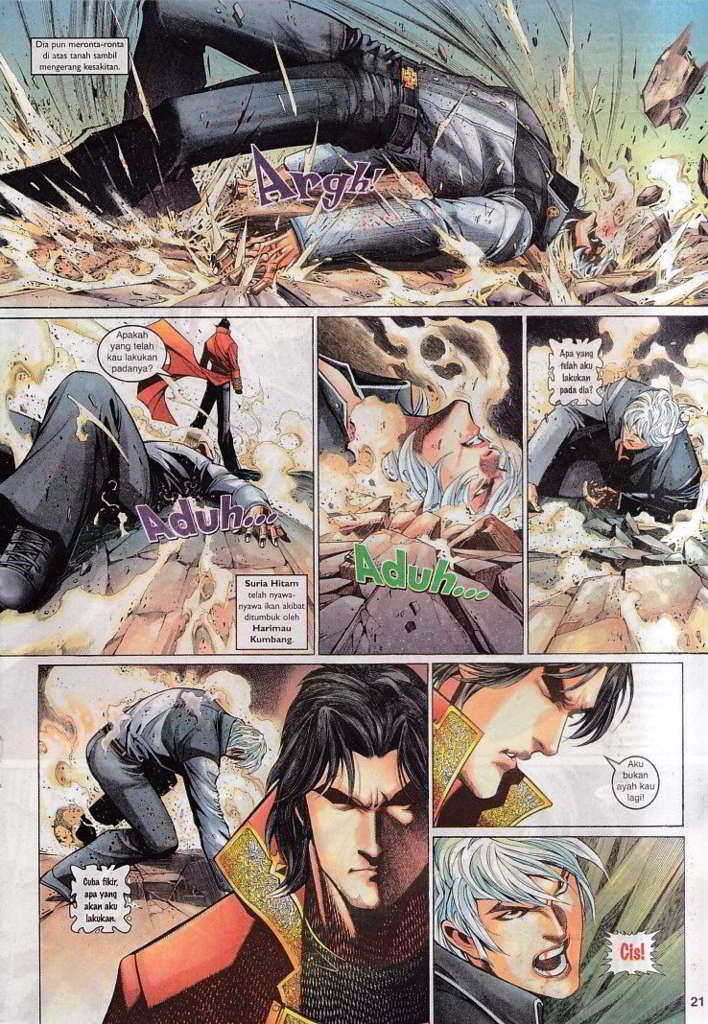 Dia pun meronta-ronta
di atas tanah sambil
mengerang kesakitan.
Argh!
Apakah
yang telah
kau lakukan
padanya?
Aduh...
Suria Hitam
telah nyawa-
nyawa ikan akibat
ditumbuk oleh
Harimau
Kumbang.
Aduh...
Apa yang
telah aku
lakukan
pada dia?
Cuba fikir,
apa yang
akan aku
lakukan.
Aku
bukan
ayah kau
lagi!
Cis!
21